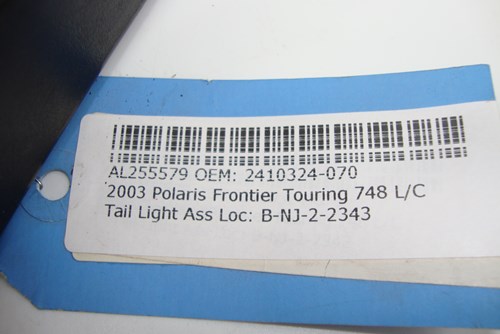 AL255579 OEM: 2410324-070
2003 Polaris Frontier Touring 748 L/C
Tail Light Ass Loc: B-NJ-2-2343